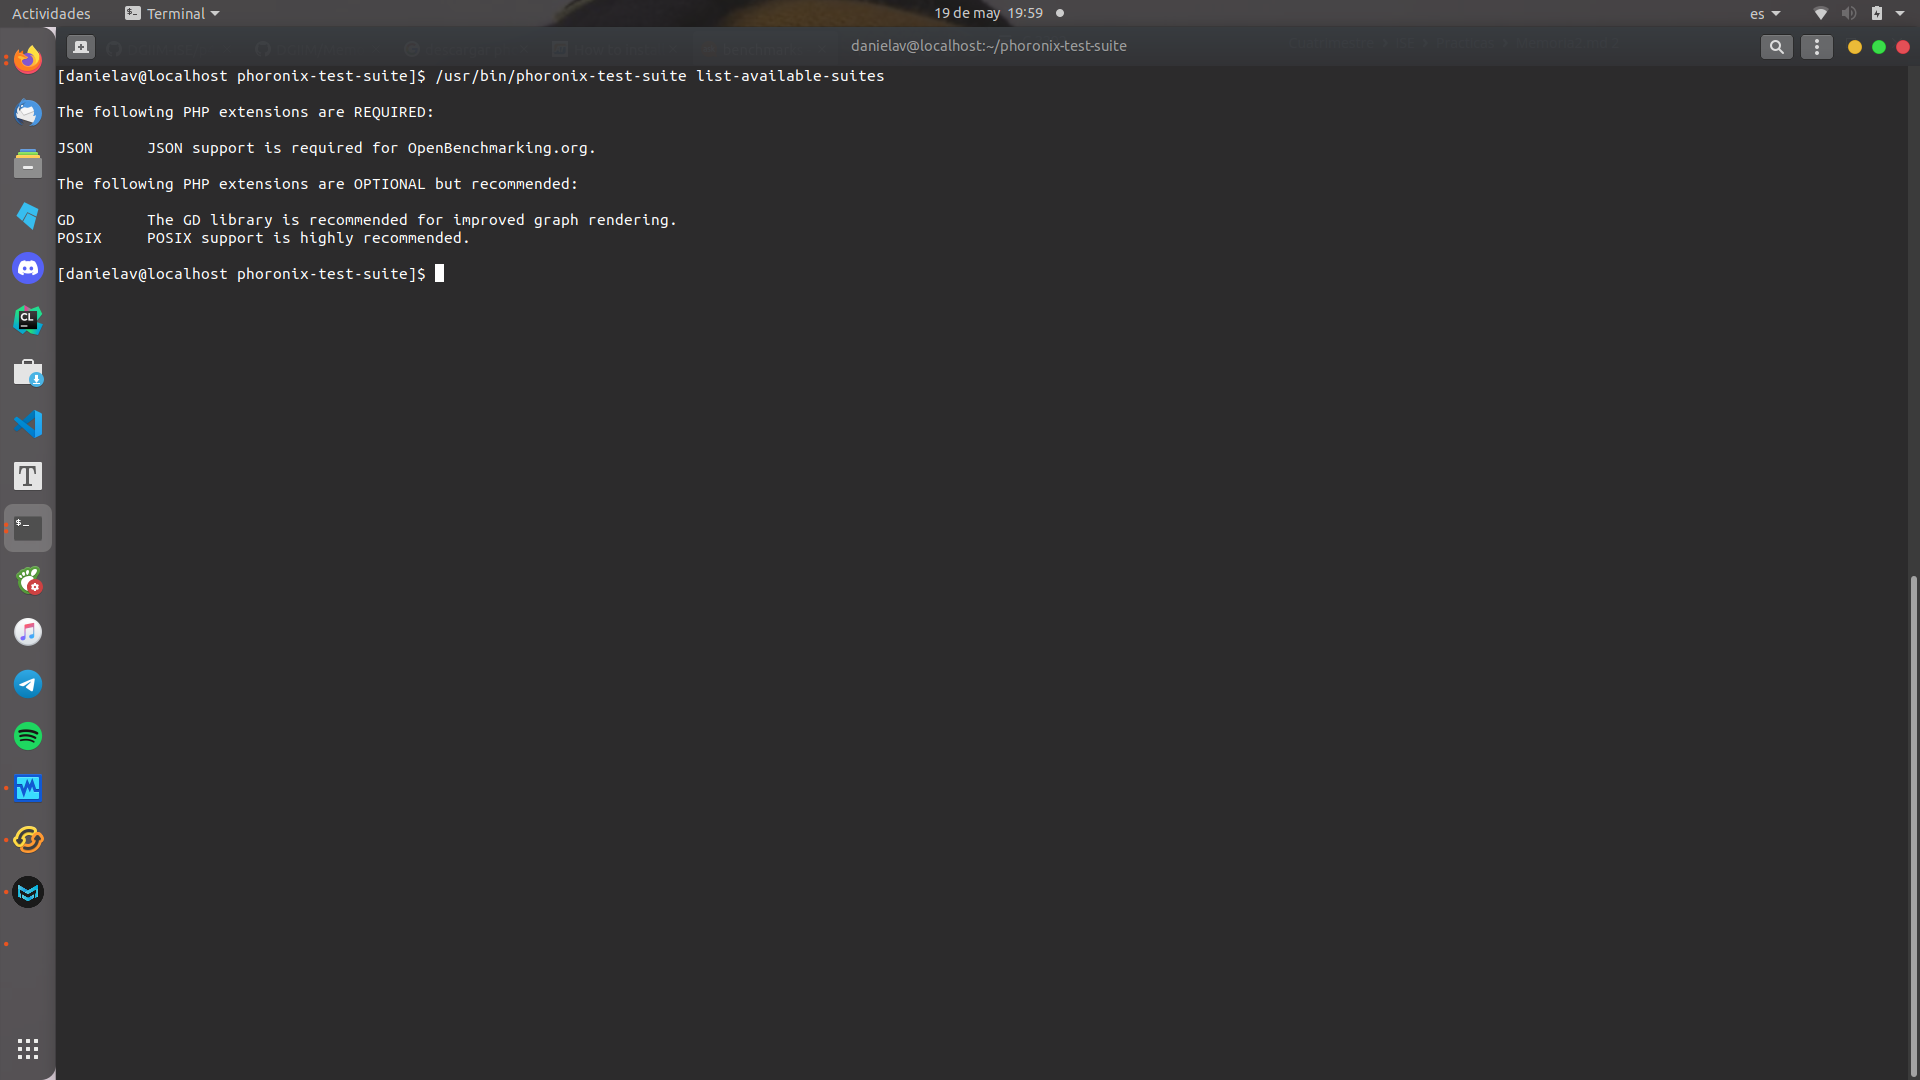 Actividades
Terminal
19 de may 19:59
es
danielav@localhost:~/phoronix-test-suite
[danielav@localhost phoronix-test-suite]$ /usr/bin/phoronix-test-suite list-available-suites
The following PHP extensions are REQUIRED:
JSON JSON support is required for OpenBenchmarking.org.
The following PHP extensions are OPTIONAL but recommended:
GD The GD library is recommended for improved graph rendering.
POSIX POSIX support is highly recommended.
[danielav@localhost phoronix-test-suite]$
CL
T
$_